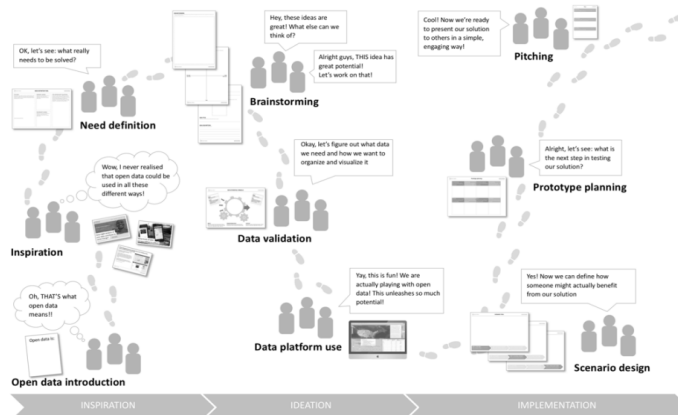 Oh, THAT'S what
open data
means!!
Open data is
Open data introduction
Wow, I never realised
that open data could be
used in all these
different ways!
Inspiration
OK, let's see: what really
needs to be solved?
Need definition
Hey, these ideas are
great! What else can we
think of?
Alright guys, THIS idea has
great potential!
Let's work on that!
Brainstorming
Okay, let's figure out what data
we need and how we want to
organize and visualize it
Data validation
Yay, this is fun! We are
actually playing with open
data! This unleashes so much
potential!
Data platform use
Yes! Now we can define how
someone might actually benefit
from our solution
Scenario design
Alright, let's see: what is
the next step in testing
our solution?
Prototype planning
Cool! Now we're ready
to present our solution
to others in a simple,
engaging way!
Pitching
INSPIRATION
IDEATION
IMPLEMENTATION